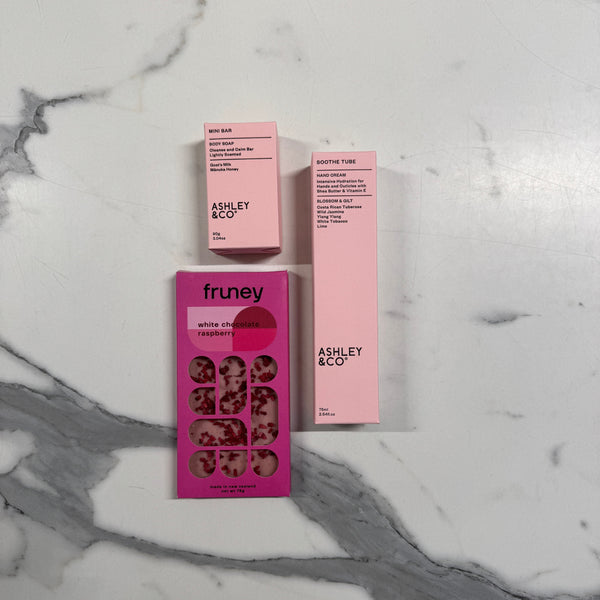 MINI BAR
BODY SOAP
Cleanse and Calm Bar
Lightly Scented
Goat's Milk
Mānuka Honey
ASHLEY
&CO®
90g
3.04oz
SOOTHE TUBE
HAND CREAM
Intensive Hydration for
Hands and Cuticles with
Shea Butter & Vitamin E
BLOSSOM & GILT
Costa Rican Tuberose
Wild Jasmine
Ylang Ylang
White Tobacco
Lime
ASHLEY
&CO®
75ml
2.54fl.oz
fruney
white chocolate
raspberry
made in new zealand
net wt 75g